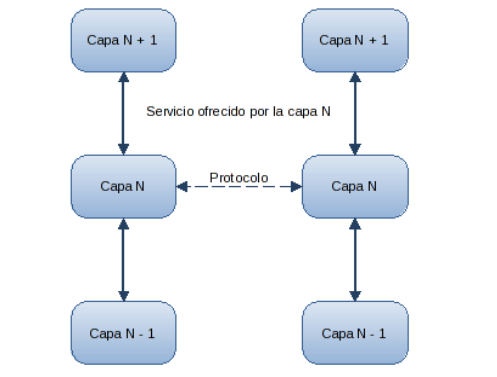 Capa N + 1
Capa N + 1
Servicio ofrecido por la capa N
Capa N
Protocolo
Capa N
Capa N - 1
Capa N - 1